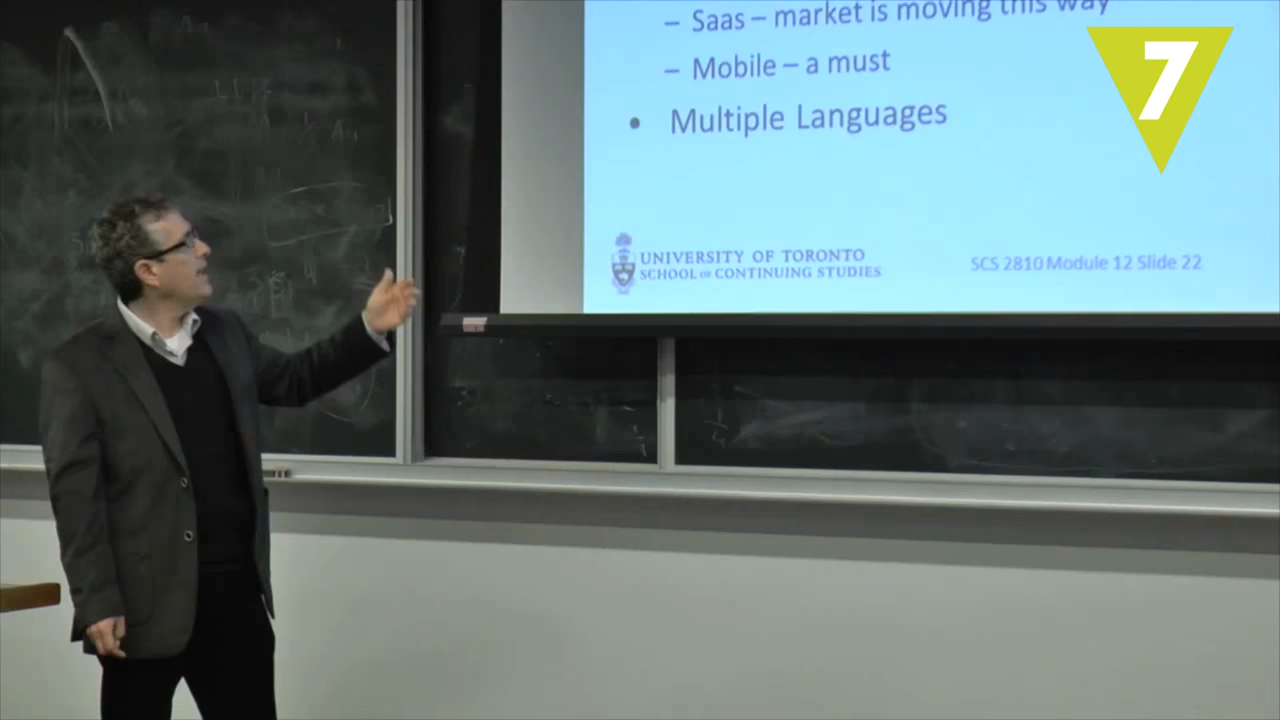 – Saas – market is moving this way
– Mobile – a must
• Multiple Languages
7
UNIVERSITY OF TORONTO
SCHOOL OF CONTINUING STUDIES
SCS 2810 Module 12 Slide 22